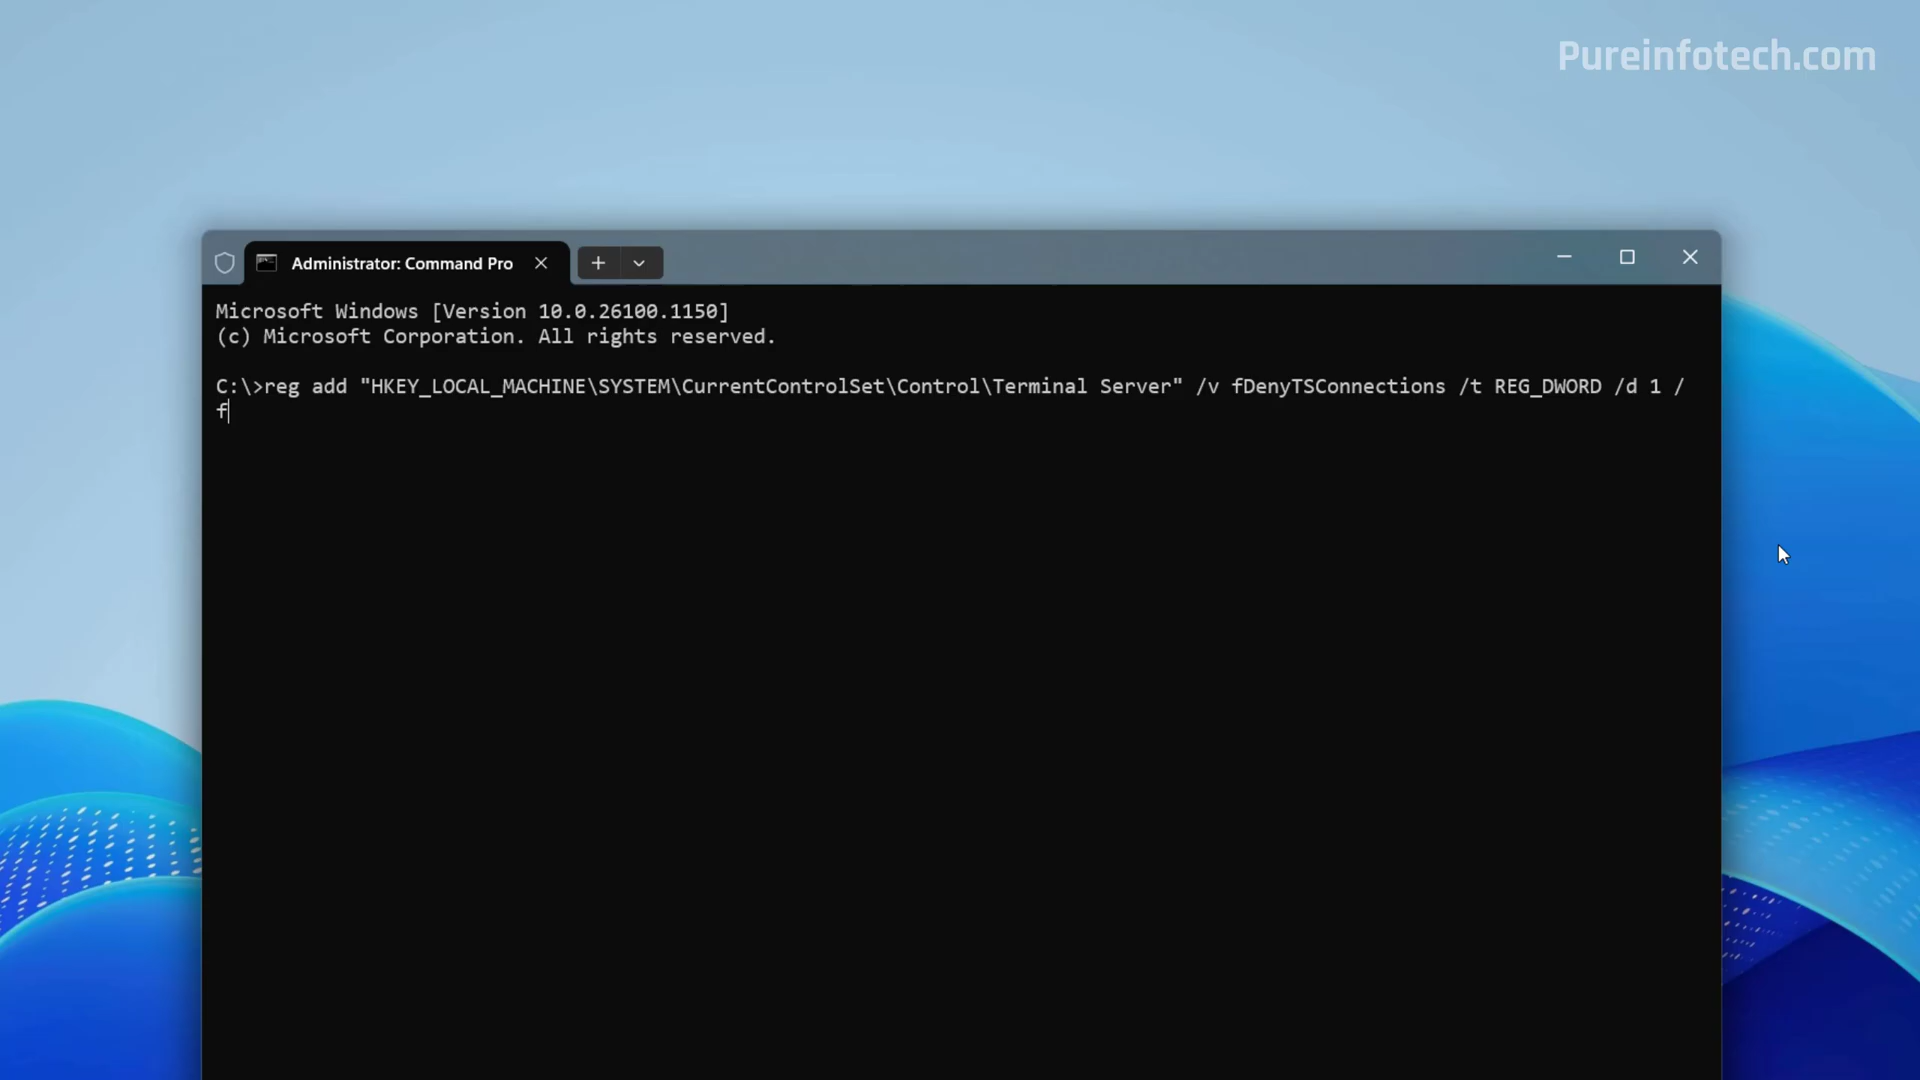 Pureinfotech.com
Administrator: Command Pro
Microsoft Windows [Version 10.0.26100.1150]
(c) Microsoft Corporation. All rights reserved.
C:\>reg add "HKEY_LOCAL_MACHINE\SYSTEM\CurrentControlSet\Control\Terminal Server" /v fDenyTSConnections /t REG_DWORD /d 1 /
f